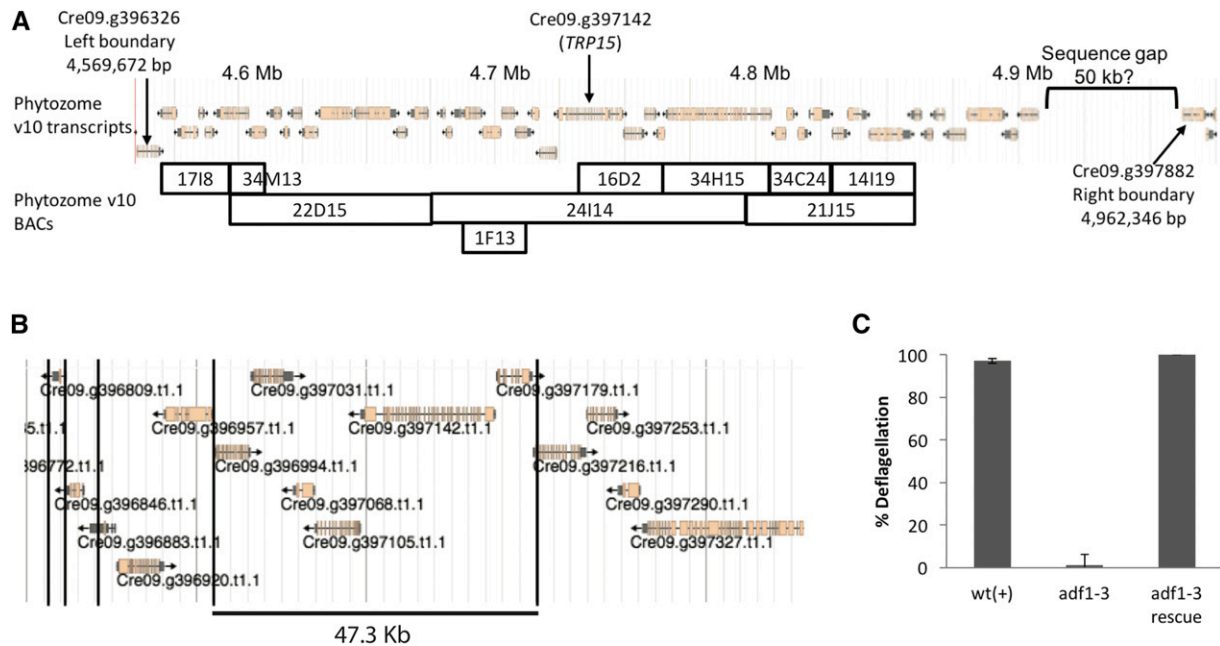 A
Cre09.g396326
Left boundary
4,569,672 bp
Cre09.g397142
(TRP15)
Sequence gap
50 kb?
4.6 Mb
4.7 Mb
4.8 Mb
4.9 Mb
Phytozome
v10 transcripts
Cre09.g397882
Right boundary
4,962,346 bp
Phytozome v10
BACs
17I8
34M13
16D2
34H15
34C24
14I19
22D15
24I14
21J15
1F13
B
Cre09.g396809.t1.1
Cre09.g397031.t1.1
Cre09.g397179.t1.1
45.t1.1
Cre09.g396957.t1.1
Cre09.g397142.t1.1
Cre09.g397253.t1.1
396772.t1.1
Cre09.g396994.t1.1
Cre09.g397216.t1.1
Cre09.g396846.t1.1
Cre09.g397068.t1.1
Cre09.g397290.t1.1
Cre09.g396883.t1.1
Cre09.g397105.t1.1
Cre09.g397327.t1.1
Cre09.g396920.t1.1
47.3 Kb
C
% Deflagellation
100
80
60
40
20
0
wt(+)
adf1-3
adf1-3
rescue